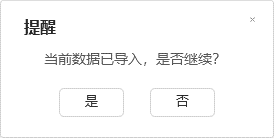 提醒
当前数据已导入，是否继续？
是
否